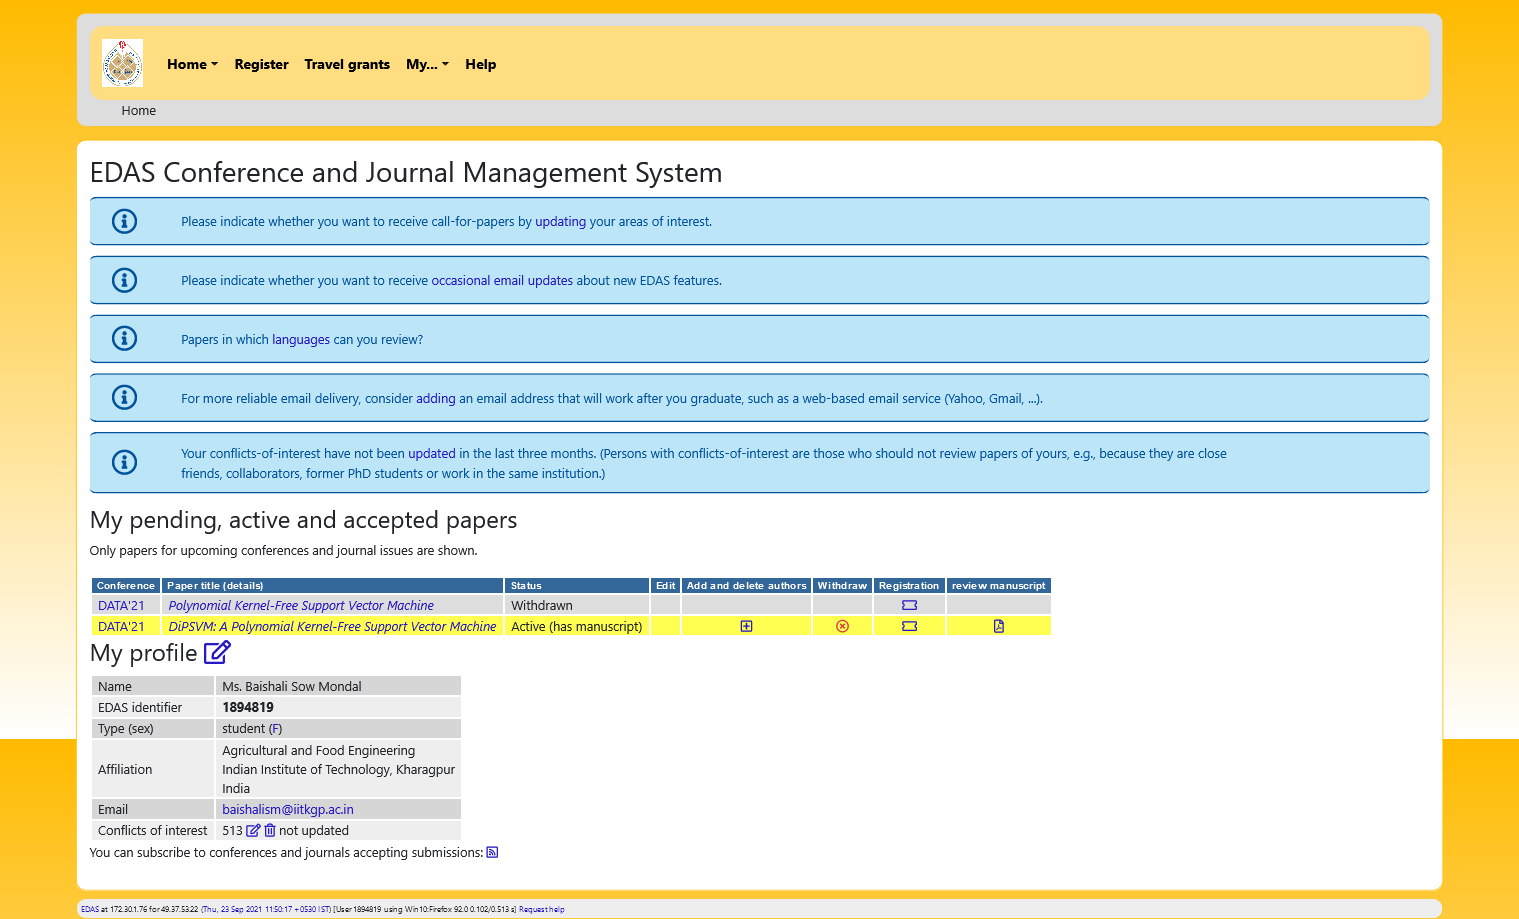 Home Register Travel grants My... Help
Home
EDAS Conference and Journal Management System
Please indicate whether you want to receive call-for-papers by updating your areas of interest.
Please indicate whether you want to receive occasional email updates about new EDAS features.
Papers in which languages can you review?
For more reliable email delivery, consider adding an email address that will work after you graduate, such as a web-based email service (Yahoo, Gmail, ...).
Your conflicts-of-interest have not been updated in the last three months. (Persons with conflicts-of-interest are those who should not review papers of yours, e.g., because they are close
friends, collaborators, former PhD students or work in the same institution.)
My pending, active and accepted papers
Only papers for upcoming conferences and journal issues are shown.
Conference Paper title (details) Status Edit Add and delete authors Withdraw Registration review manuscript
DATA'21 Polynomial Kernel-Free Support Vector Machine Withdrawn
DATA'21 DiPSVM: A Polynomial Kernel-Free Support Vector Machine Active (has manuscript)
My profile
Name Ms. Baishali Sow Mondal
EDAS identifier 1894819
Type (sex) student (F)
Affiliation Agricultural and Food Engineering
Indian Institute of Technology, Kharagpur
India
Email baishalism@iitkgp.ac.in
Conflicts of interest 513 not updated
You can subscribe to conferences and journals accepting submissions:
EDAS at 172.30.1.76 for 49.37.53.22 (Thu, 23 Sep 2021 11:50:17 +0530 IST) [User 1894819 using Win10:Firefox 92.0 0.102/0.513 s] Request help